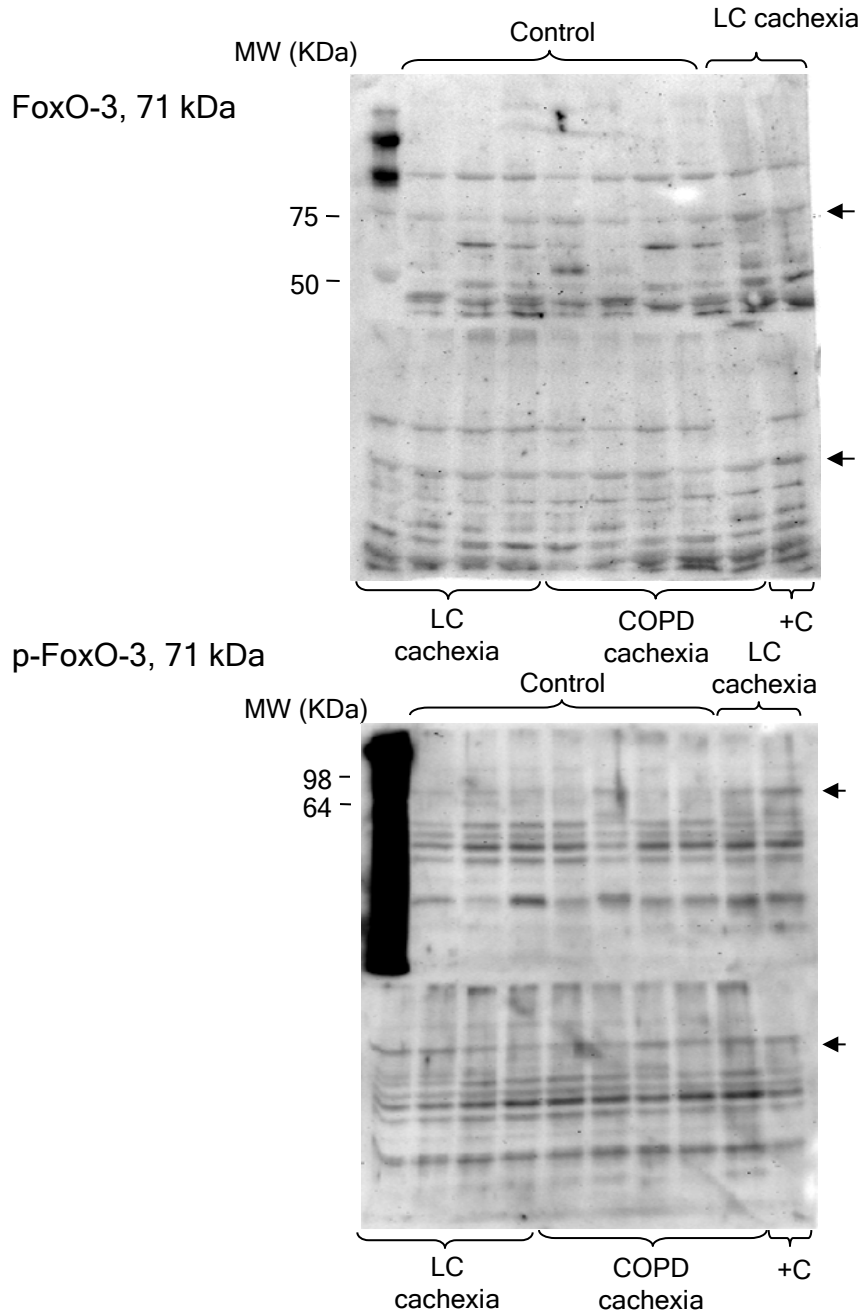 LC cachexia
Control
MW (KDa)
FoxO-3, 71 kDa
75
50
LC
cachexia
COPD
cachexia
+C
p-FoxO-3, 71 kDa
LC
cachexia
Control
MW (KDa)
98
64
LC
cachexia
COPD
cachexia
+C